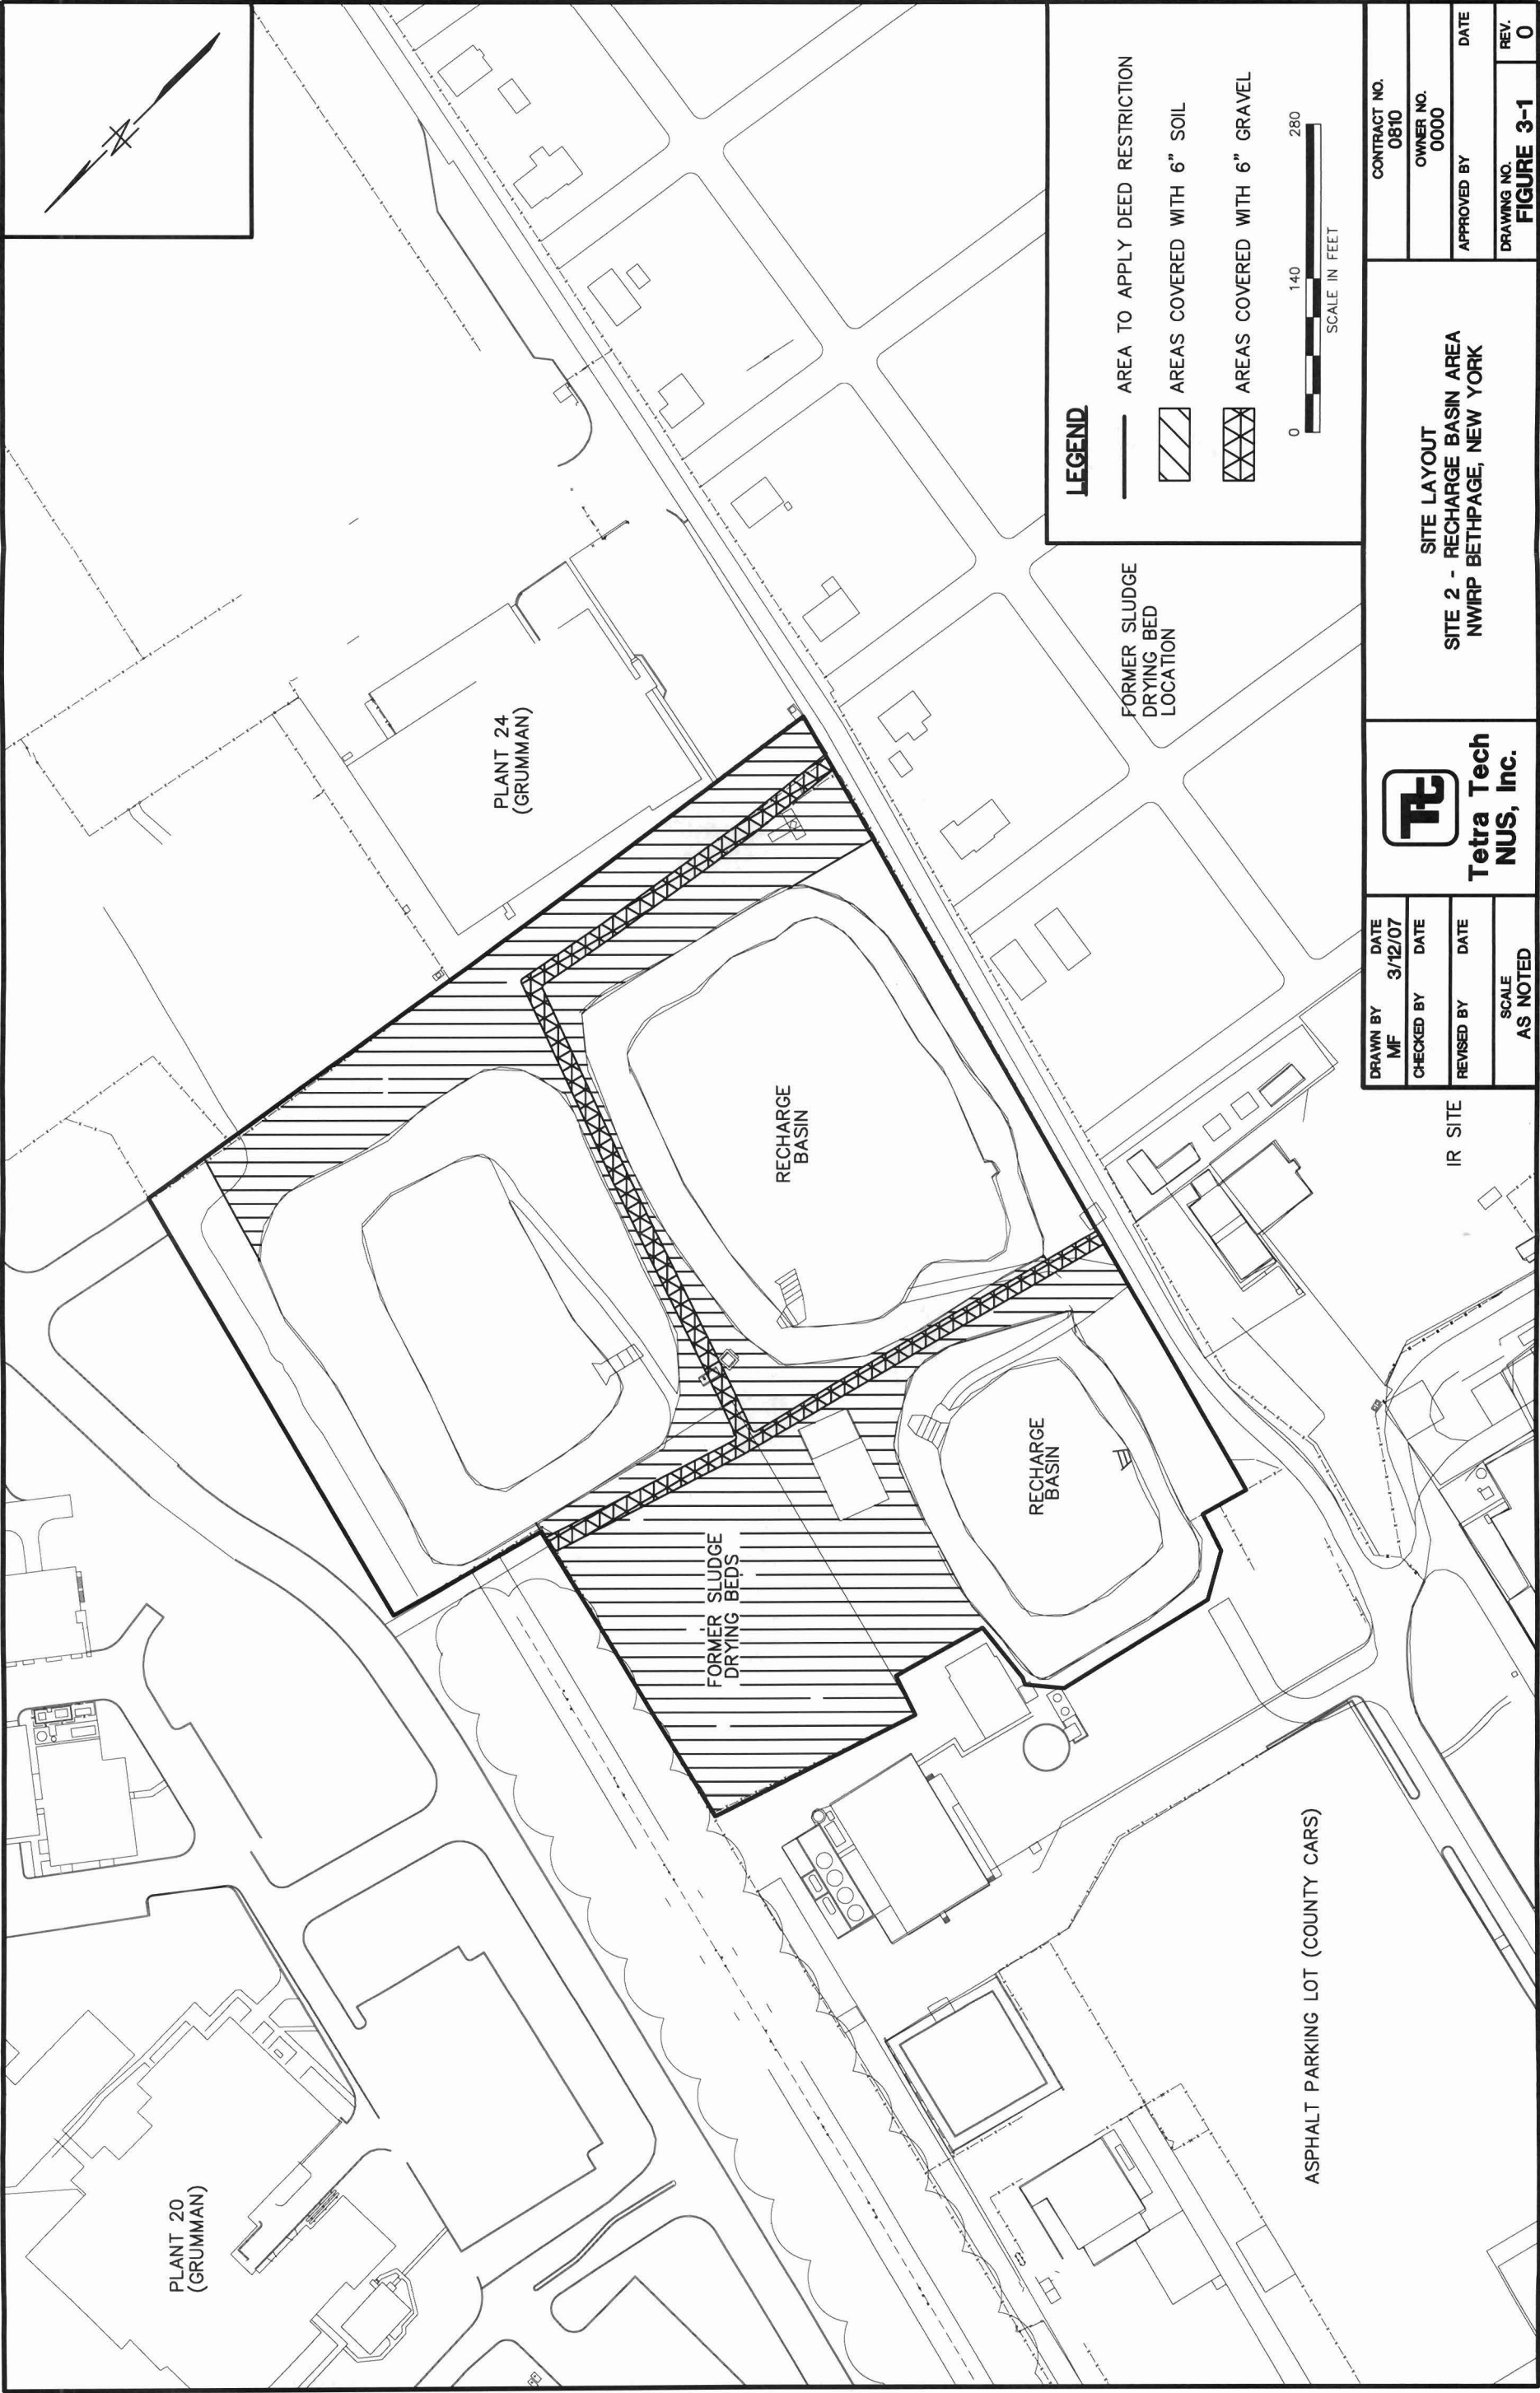 PLANT 20
(GRUMMAN)
PLANT 24
(GRUMMAN)
FORMER SLUDGE
DRYING BEDS
RECHARGE
BASIN
RECHARGE
BASIN
ASPHALT PARKING LOT (COUNTY CARS)
FORMER SLUDGE
DRYING BED
LOCATION
IR SITE
LEGEND
AREA TO APPLY DEED RESTRICTION
AREAS COVERED WITH 6" SOIL
AREAS COVERED WITH 6" GRAVEL
0 140 280
SCALE IN FEET
DRAWN BY DATE
MF 3/12/07
CHECKED BY DATE
REVISED BY DATE
SCALE
AS NOTED
Tt
Tetra Tech
NUS, Inc.
SITE LAYOUT
SITE 2 - RECHARGE BASIN AREA
NWIRP BETHPAGE, NEW YORK
CONTRACT NO.
0810
OWNER NO.
0000
APPROVED BY DATE
DRAWING NO. REV.
FIGURE 3-1 0
N